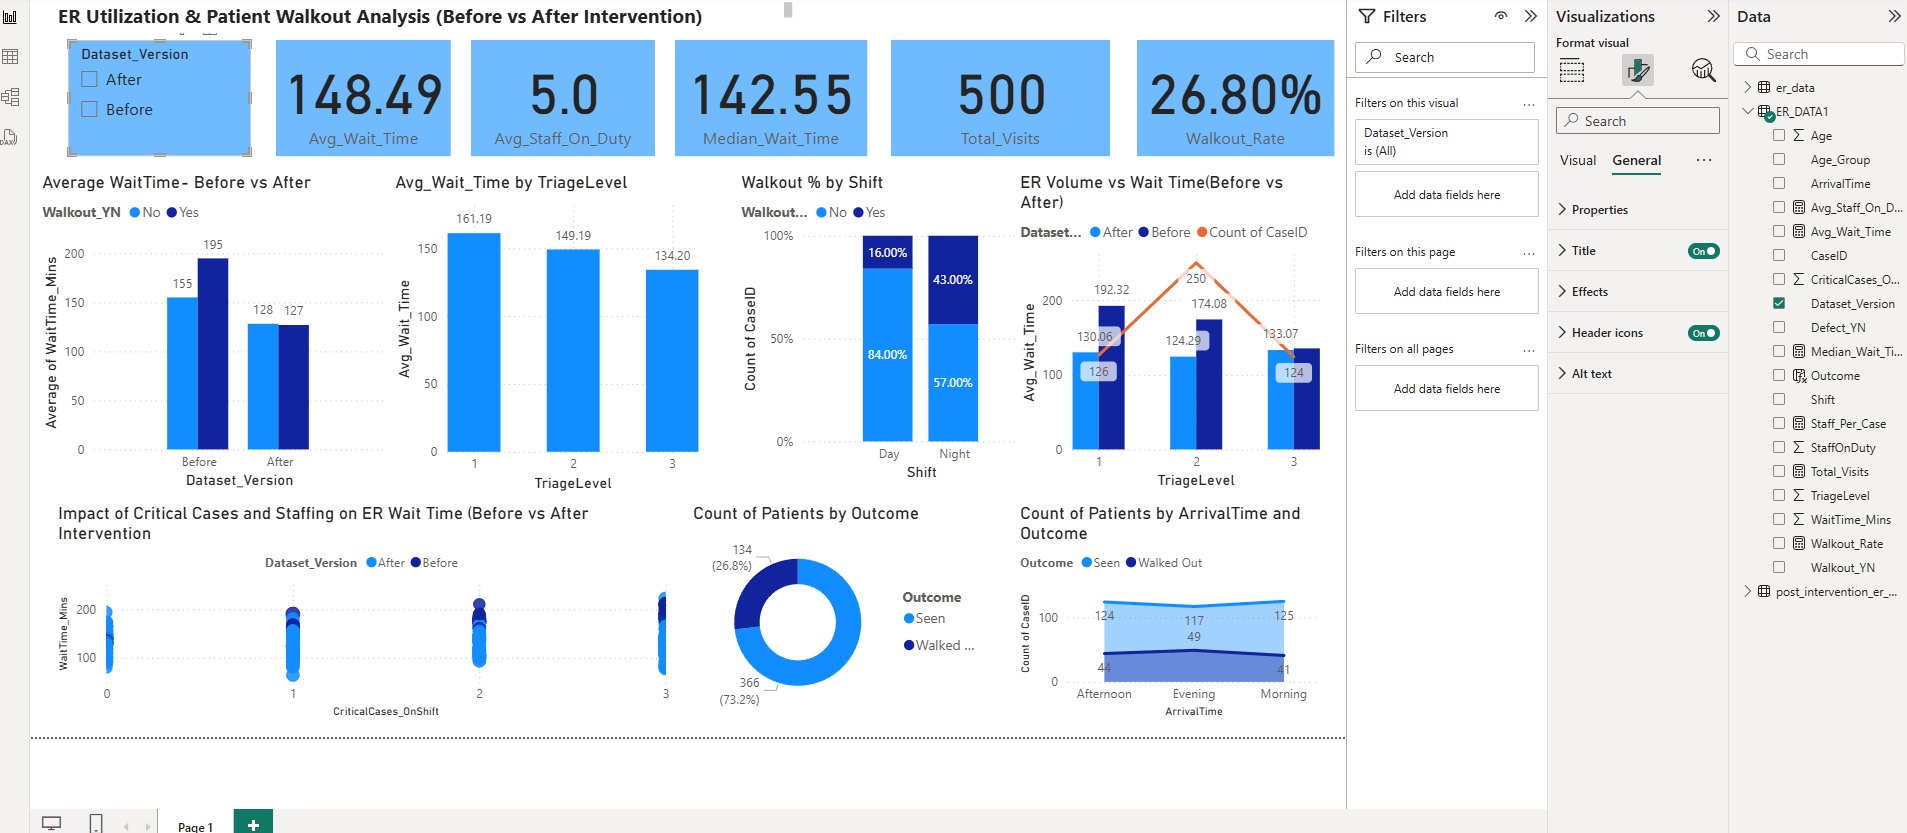 ER Utilization & Patient Walkout Analysis (Before vs After Intervention)
Dataset_Version
After
Before
148.49
Avg_Wait_Time
5.0
Avg_Staff_On_Duty
142.55
Median_Wait_Time
500
Total_Visits
26.80%
Walkout_Rate
Average WaitTime- Before vs After
Walkout_YN No Yes
Average of WaitTime_Mins
200
150
100
50
0
155
195
128
127
Before
After
Dataset_Version
Avg_Wait_Time by TriageLevel
Avg_Wait_Time
150
100
50
0
161.19
149.19
134.20
1
2
3
TriageLevel
Walkout % by Shift
Walkout... No Yes
Count of CaseID
100%
50%
0%
16.00%
84.00%
43.00%
57.00%
Day
Night
Shift
ER Volume vs Wait Time(Before vs
After)
Dataset... After Before Count of CaseID
Avg_Wait_Time
200
100
0
130.06
192.32
126
124.29
174.08
250
133.07
124
1
2
3
TriageLevel
Impact of Critical Cases and Staffing on ER Wait Time (Before vs After
Intervention
Dataset_Version After Before
WaitTime_Mins
200
100
0
1
2
3
CriticalCases_OnShift
Count of Patients by Outcome
134
(26.8%)
366
(73.2%)
Outcome
Seen
Walked ...
Count of Patients by ArrivalTime and
Outcome
Outcome Seen Walked Out
Count of CaseID
100
0
124
117
125
44
49
41
Afternoon
Evening
Morning
ArrivalTime
Page 1
+
Filters
Search
Filters on this visual ...
Dataset_Version
is (All)
Add data fields here
Filters on this page ...
Add data fields here
Filters on all pages ...
Add data fields here
Visualizations
Format visual
Search
Visual General ...
Properties
Title On
Effects
Header icons On
Alt text
Data
Search
er_data
ER_DATA1
Age
Age_Group
ArrivalTime
Avg_Staff_On_D...
Avg_Wait_Time
CaseID
CriticalCases_O...
Dataset_Version
Defect_YN
Median_Wait_Ti...
Outcome
Shift
Staff_Per_Case
StaffOnDuty
Total_Visits
TriageLevel
WaitTime_Mins
Walkout_Rate
Walkout_YN
post_intervention_er_...
DAX